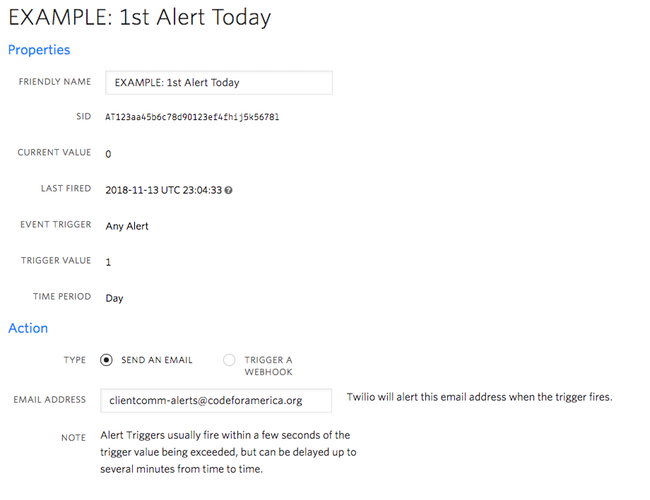 EXAMPLE: 1st Alert Today
Properties
FRIENDLY NAME EXAMPLE: 1st Alert Today
SID AT123aa45b6c78d90123ef4fhij5k5678l
CURRENT VALUE 0
LAST FIRED 2018-11-13 UTC 23:04:33 ?
EVENT TRIGGER Any Alert
TRIGGER VALUE 1
TIME PERIOD Day
Action
TYPE SEND AN EMAIL TRIGGER A
WEBHOOK
EMAIL ADDRESS clientcomm-alerts@codeforamerica.org Twilio will alert this email address when the trigger fires.
NOTE Alert Triggers usually fire within a few seconds of the
trigger value being exceeded, but can be delayed up to
several minutes from time to time.